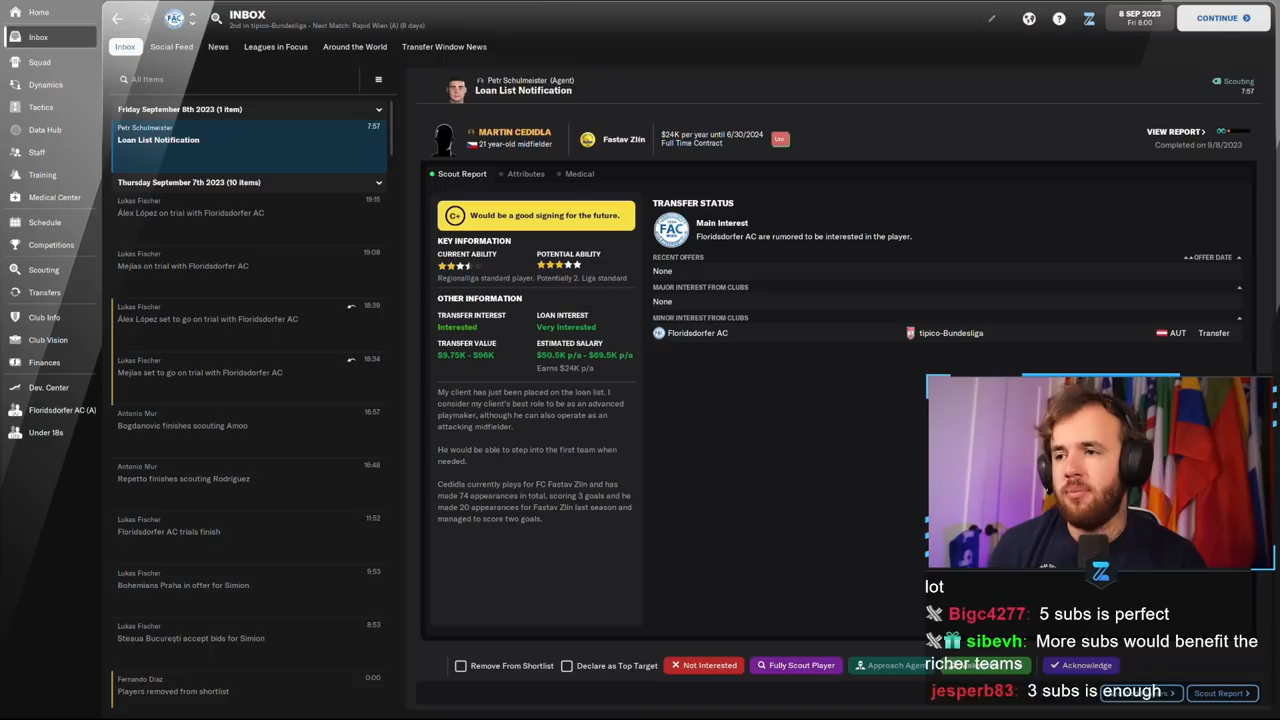 Home
Inbox
Squad
Dynamics
Tactics
Data Hub
Staff
Training
Medical Center
Schedule
Competitions
Scouting
Transfers
Club Info
Club Vision
Finances
Dev. Center
Floridsdorfer AC (A)
Under 18s
INBOX
2nd in tipico-Bundesliga - Next Match: Rapid Wien (A) (8 days)
8 SEP 2023
Fri 8:00
CONTINUE
Inbox
Social Feed
News
Leagues in Focus
Around the World
Transfer Window News
All Items
Friday September 8th 2023 (1 item)
Petr Schulmeister 7:57
Loan List Notification
Thursday September 7th 2023 (10 items)
Lukas Fischer 19:15
Álex López on trial with Floridsdorfer AC
Lukas Fischer 19:08
Mejías on trial with Floridsdorfer AC
Lukas Fischer 18:39
Álex López set to go on trial with Floridsdorfer AC
Lukas Fischer 18:34
Mejías set to go on trial with Floridsdorfer AC
Antonio Mur 16:57
Bogdanovic finishes scouting Amoo
Antonio Mur 16:48
Repetto finishes scouting Rodríguez
Lukas Fischer 11:52
Floridsdorfer AC trials finish
Lukas Fischer 9:53
Bohemians Praha in offer for Simion
Lukas Fischer 8:53
Steaua București accept bids for Simion
Fernando Díaz 0:00
Players removed from shortlist
Petr Schulmeister (Agent)
Loan List Notification
Scouting
7:57
MARTIN CEDIDLA
21 year-old midfielder
Fastav Zlín
$24K per year until 6/30/2024
Full Time Contract
Unr
VIEW REPORT >
Completed on 9/8/2023
Scout Report
Attributes
Medical
C+ Would be a good signing for the future.
KEY INFORMATION
CURRENT ABILITY
POTENTIAL ABILITY
Regionalliga standard player.
Potentially 2. Liga standard
OTHER INFORMATION
TRANSFER INTEREST
LOAN INTEREST
Interested
Very Interested
TRANSFER VALUE
ESTIMATED SALARY
$9.75K - $96K
$50.5K p/a - $69.5K p/a
Earns $24K p/a
My client has just been placed on the loan list. I
consider my client's best role to be as an advanced
playmaker, although he can also operate as an
attacking midfielder.
He would be able to step into the first team when
needed.
Cedidla currently plays for FC Fastav Zlín and has
made 74 appearances in total, scoring 3 goals and he
made 20 appearances for Fastav Zlín last season and
managed to score two goals.
TRANSFER STATUS
FAC
WIEN
Main Interest
Floridsdorfer AC are rumored to be interested in the player.
RECENT OFFERS
OFFER DATE
None
MAJOR INTEREST FROM CLUBS
None
MINOR INTEREST FROM CLUBS
Floridsdorfer AC
tipico-Bundesliga
AUT
Transfer
lot
Bigc4277: 5 subs is perfect
sibevh: More subs would benefit the
richer teams
jesperb83: 3 subs is enough
Remove From Shortlist
Declare as Top Target
Not Interested
Fully Scout Player
Approach Agent
Acknowledge
Scout Report >